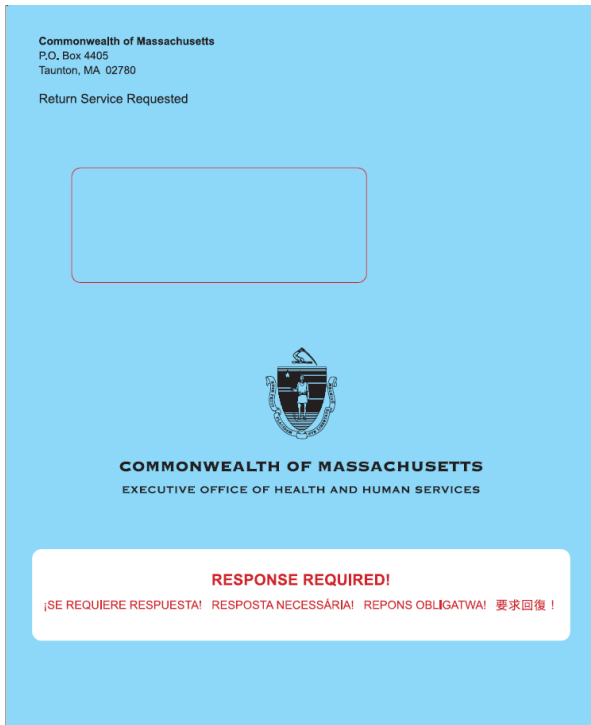 Commonwealth of Massachusetts
P.O. Box 4405
Taunton, MA 02780
Return Service Requested
COMMONWEALTH OF MASSACHUSETTS
EXECUTIVE OFFICE OF HEALTH AND HUMAN SERVICES
RESPONSE REQUIRED!
¡SE REQUIERE RESPUESTA! RESPOSTA NECESSÁRIA! REPONS OBLIGATWA! 要求回復！